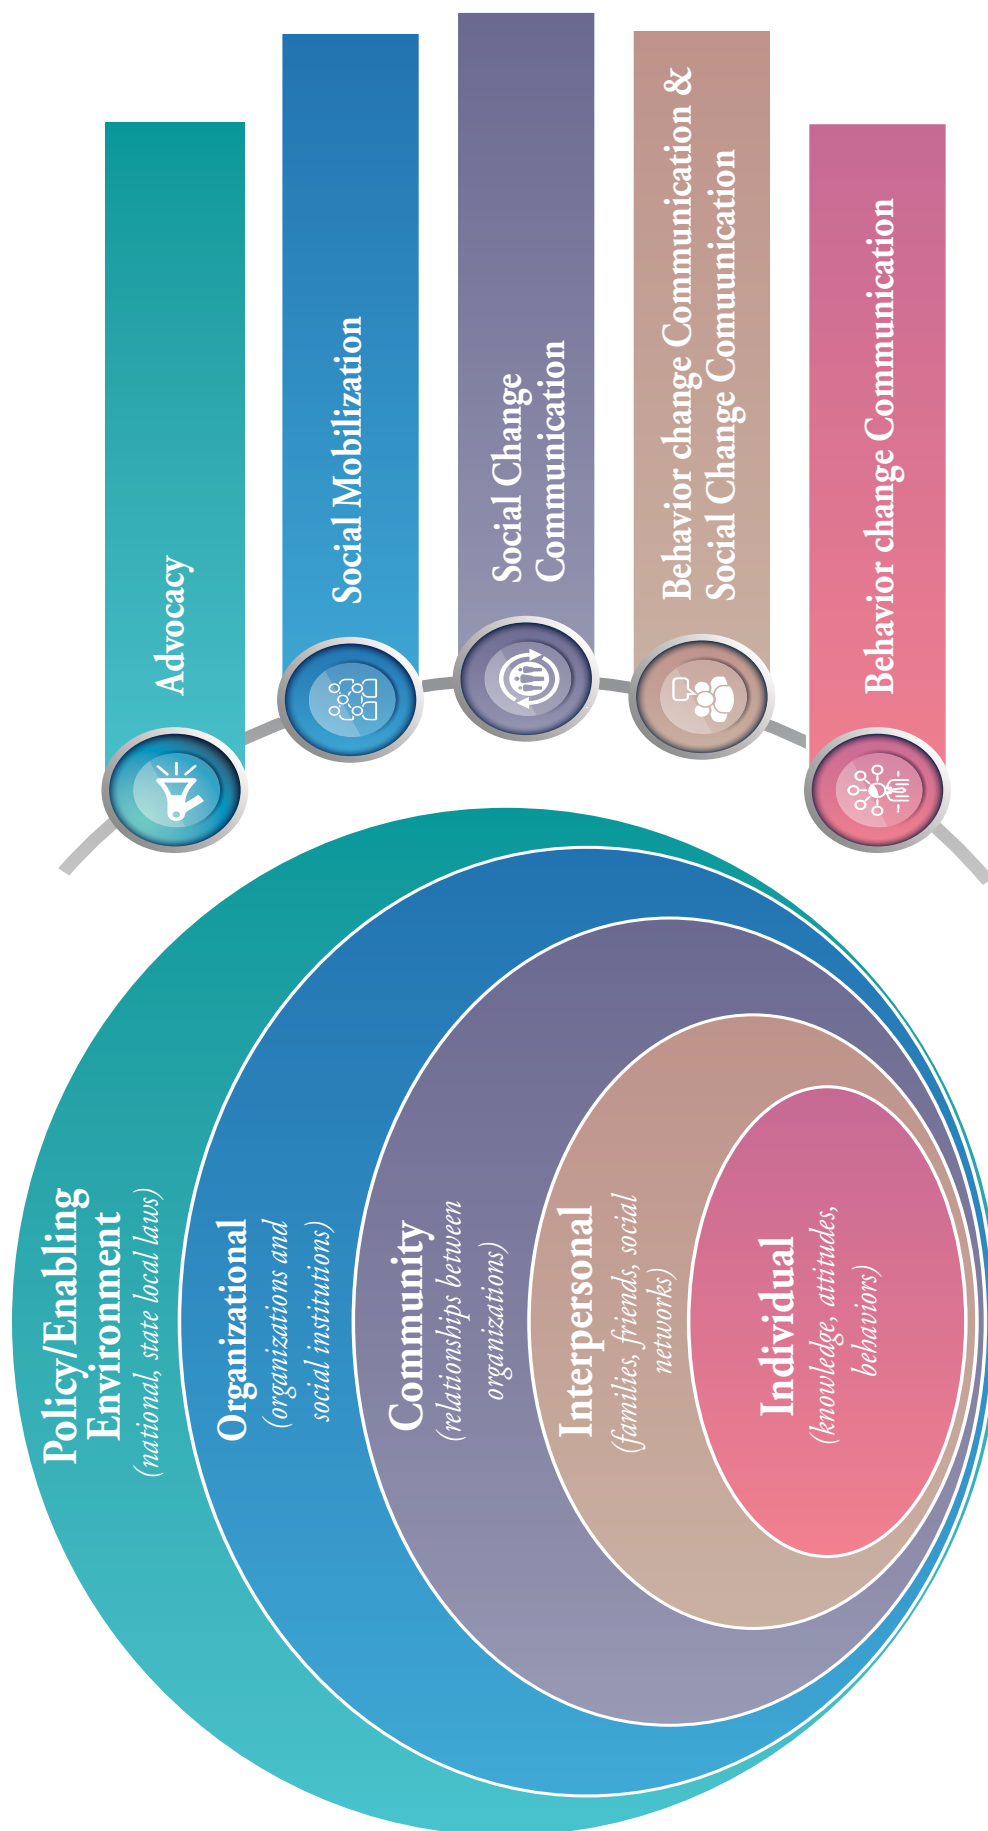 Policy/Enabling
Environment
(national, state local laws)
Organizational
(organizations and
social institutions)
Community
(relationships between
organizations)
Interpersonal
(families, friends, social
networks)
Individual
(knowledge, attitudes,
behaviors)
Advocacy
Social Mobilization
Social Change
Communication
Behavior change Communication &
Social Change Comunication
Behavior change Communication